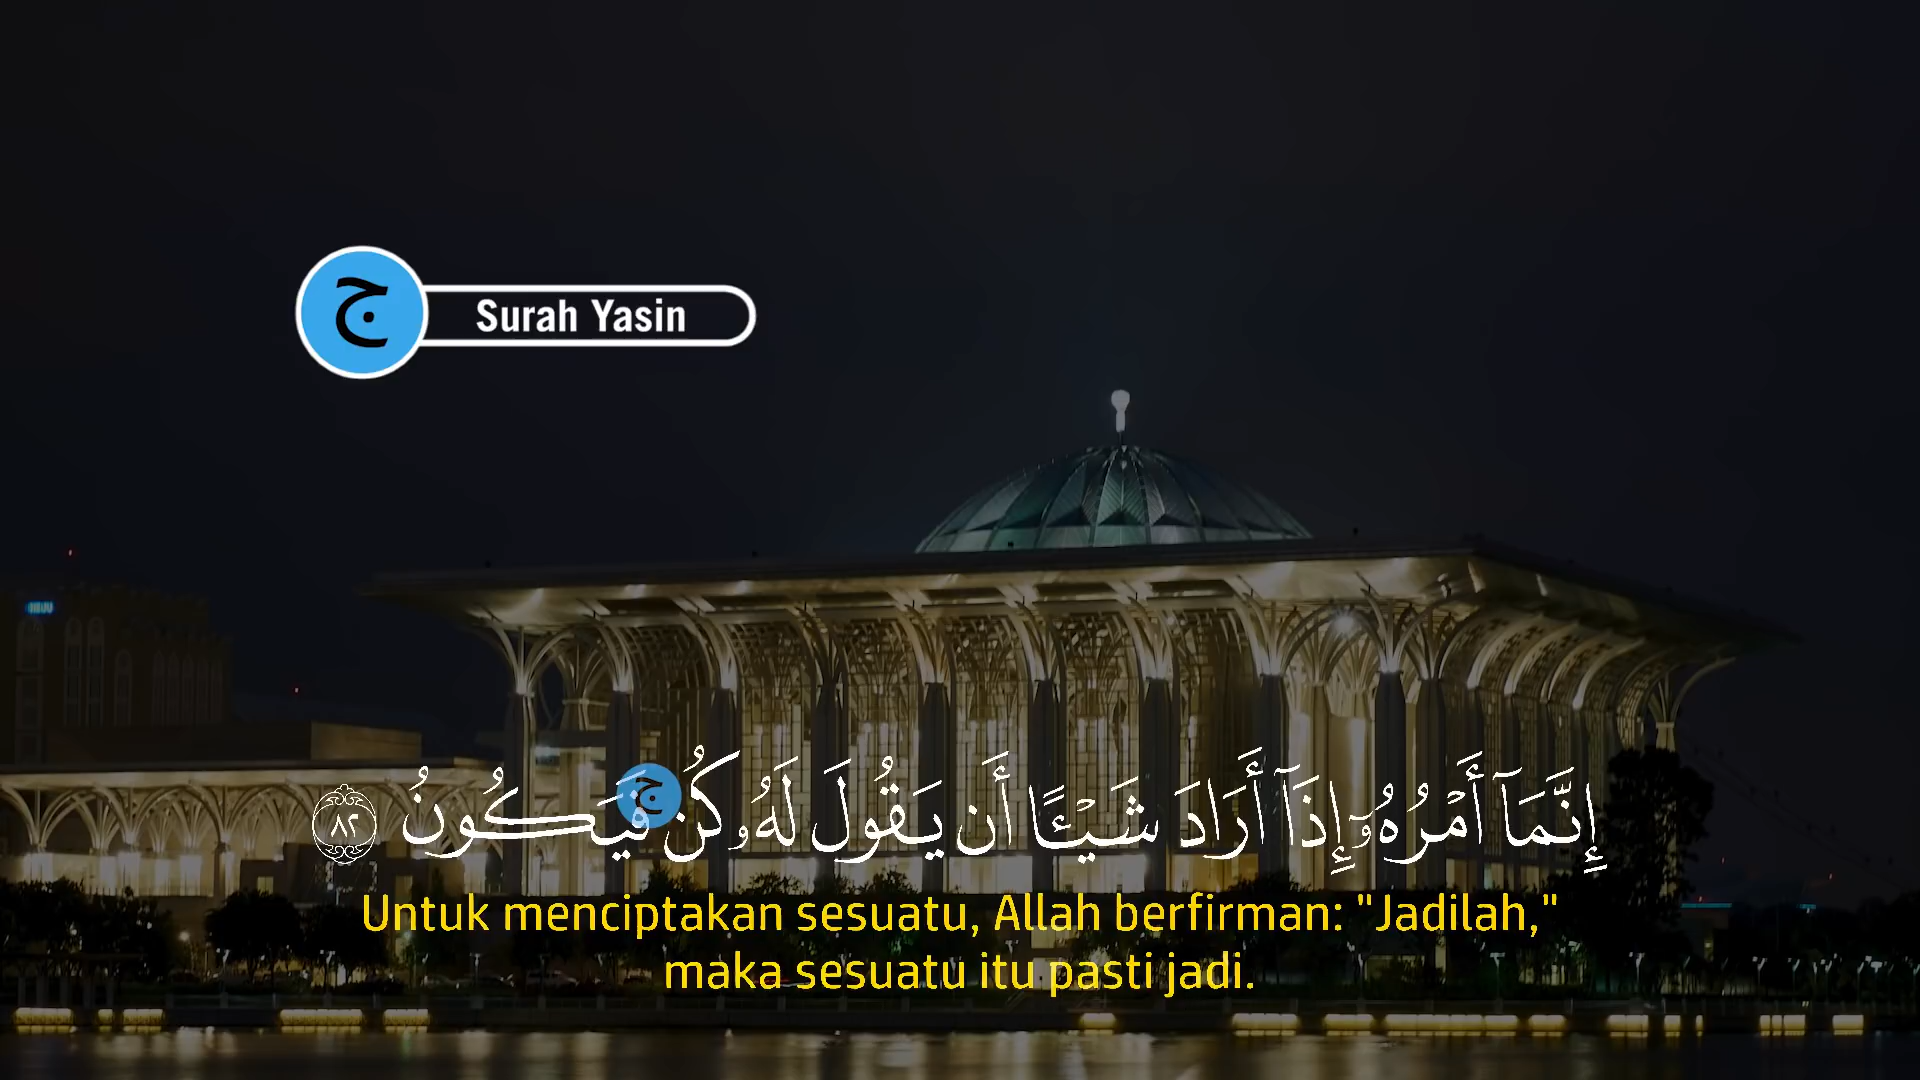 ج
Surah Yasin
إِنَّمَآ أَمْرُهُۥٓ إِذَآ أَرَادَ شَيْـًٔا أَن يَقُولَ لَهُۥ كُن ۚ فَيَكُونُ ٨٢
Untuk menciptakan sesuatu, Allah berfirman: "Jadilah,"
maka sesuatu itu pasti jadi.